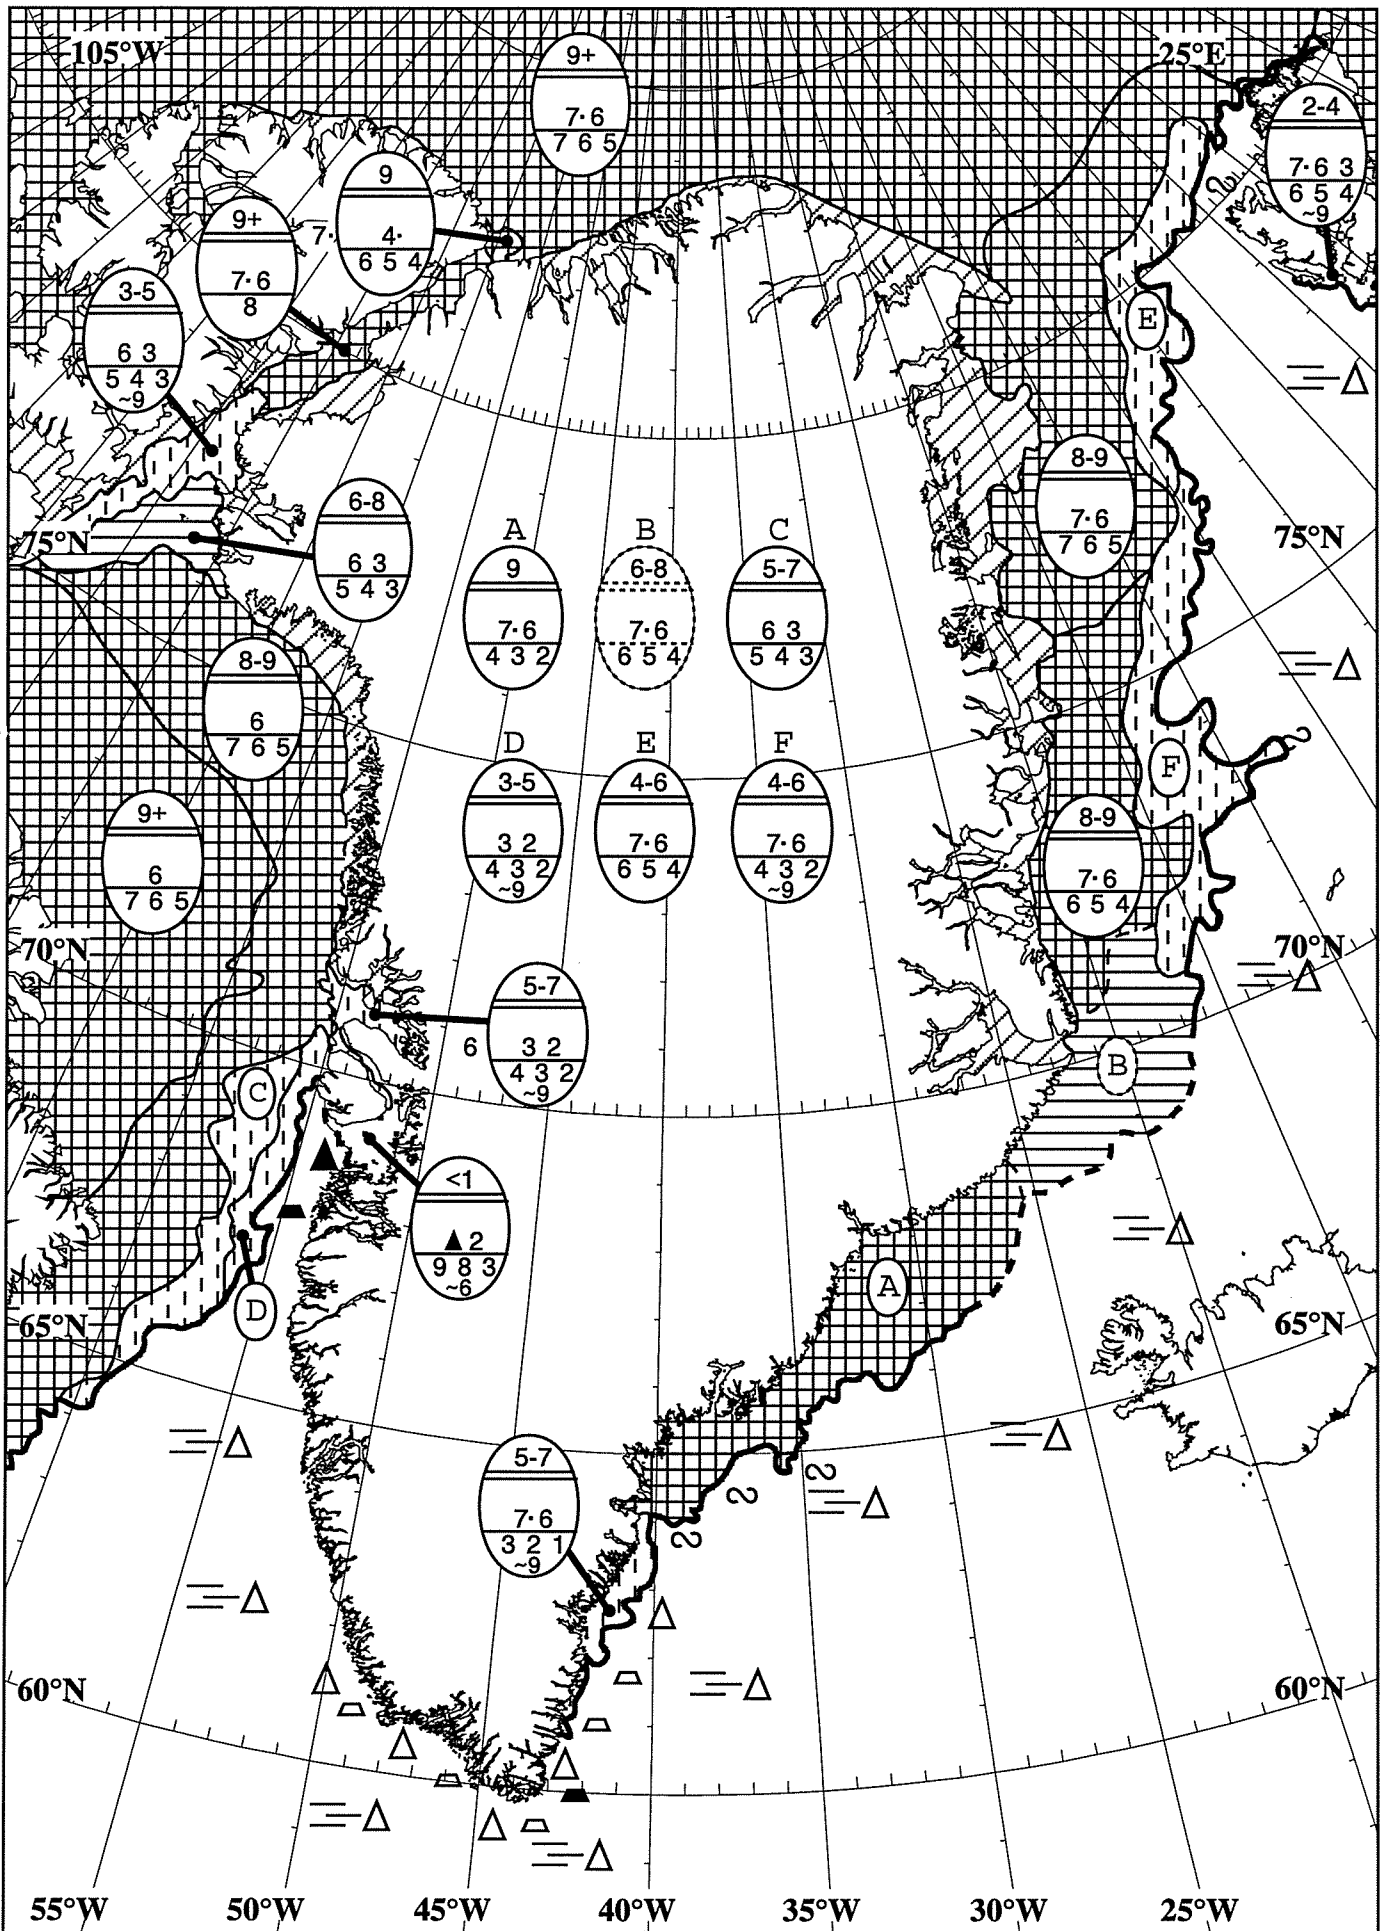 105°W
25°E
9+
7·6
7 6 5
2-4
7·6 3
6 5 4
~9
9
7·
4·
6 5 4
9+
7·6
8
3-5
6 3
5 4 3
~9
E
8-9
7·6
7 6 5
75°N
75°N
6-8
6 3
5 4 3
A
B
C
9
7·6
4 3 2
6-8
7·6
6 5 4
5-7
6 3
5 4 3
8-9
6
7 6 5
D
E
F
3-5
3 2
4 3 2
~9
4-6
7·6
6 5 4
4-6
7·6
4 3 2
~9
F
9+
6
7 6 5
8-9
7·6
6 5 4
70°N
70°N
5-7
6
3 2
4 3 2
~9
C
B
<1
▲2
9 8 3
~6
A
D
65°N
65°N
5-7
7·6
3 2 1
~9
60°N
60°N
55°W
50°W
45°W
40°W
35°W
30°W
25°W